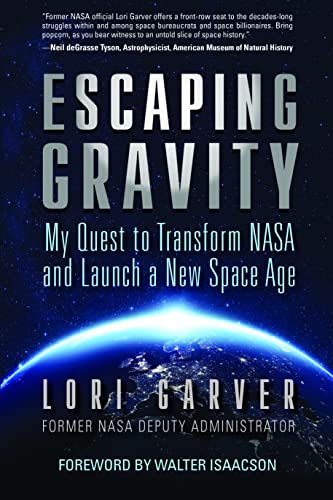 "Former NASA official Lori Garver offers a front-row seat to the decades-long
struggles within and among space bureaucrats and space billionaires. Bring
popcorn, as you bear witness to an untold slice of space history."
—Neil deGrasse Tyson, Astrophysicist, American Museum of Natural History
ESCAPING
GRAVITY
My Quest to Transform NASA
and Launch a New Space Age
LORI GARVER
FORMER NASA DEPUTY ADMINISTRATOR
FOREWORD BY WALTER ISAACSON